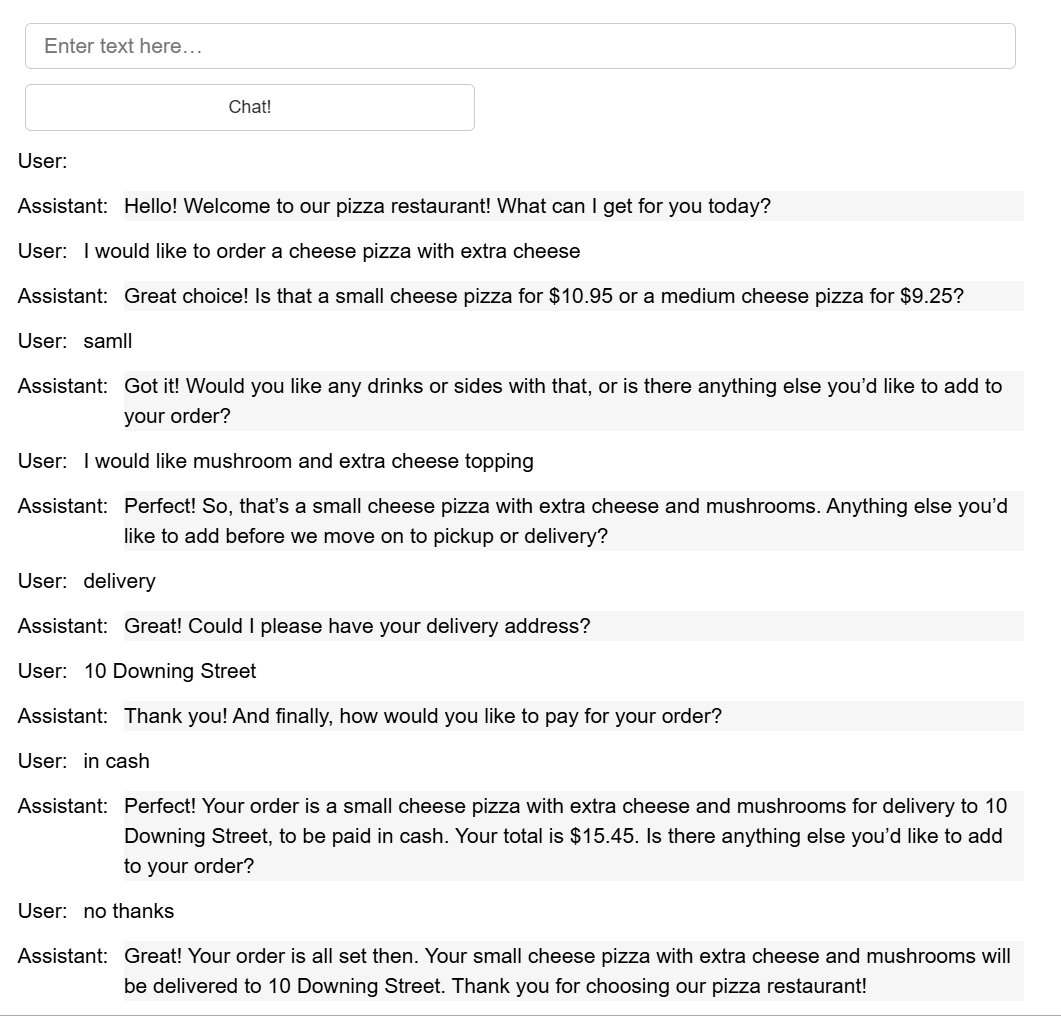 Enter text here…
Chat!
User:
Assistant: Hello! Welcome to our pizza restaurant! What can I get for you today?
User: I would like to order a cheese pizza with extra cheese
Assistant: Great choice! Is that a small cheese pizza for $10.95 or a medium cheese pizza for $9.25?
User: samll
Assistant: Got it! Would you like any drinks or sides with that, or is there anything else you’d like to add to
your order?
User: I would like mushroom and extra cheese topping
Assistant: Perfect! So, that’s a small cheese pizza with extra cheese and mushrooms. Anything else you’d
like to add before we move on to pickup or delivery?
User: delivery
Assistant: Great! Could I please have your delivery address?
User: 10 Downing Street
Assistant: Thank you! And finally, how would you like to pay for your order?
User: in cash
Assistant: Perfect! Your order is a small cheese pizza with extra cheese and mushrooms for delivery to 10
Downing Street, to be paid in cash. Your total is $15.45. Is there anything else you’d like to add
to your order?
User: no thanks
Assistant: Great! Your order is all set then. Your small cheese pizza with extra cheese and mushrooms will
be delivered to 10 Downing Street. Thank you for choosing our pizza restaurant!